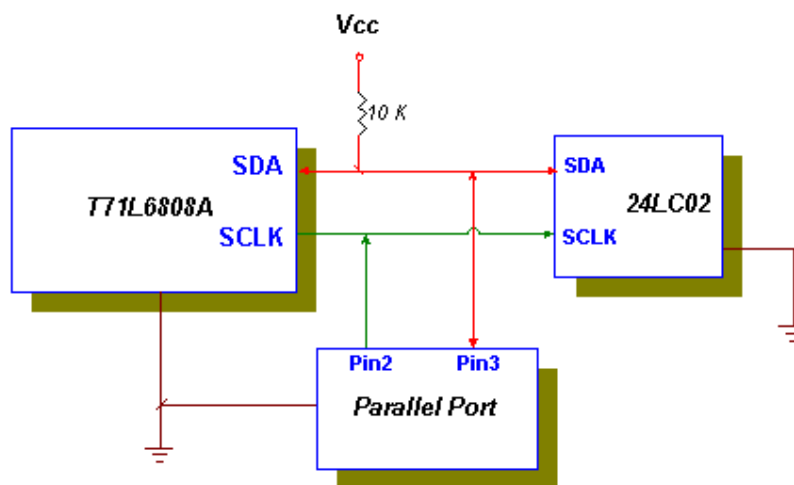 Vcc
10 K
T71L6808A
SDA
SCLK
SDA
24LC02
SCLK
Pin2 Pin3
Parallel Port